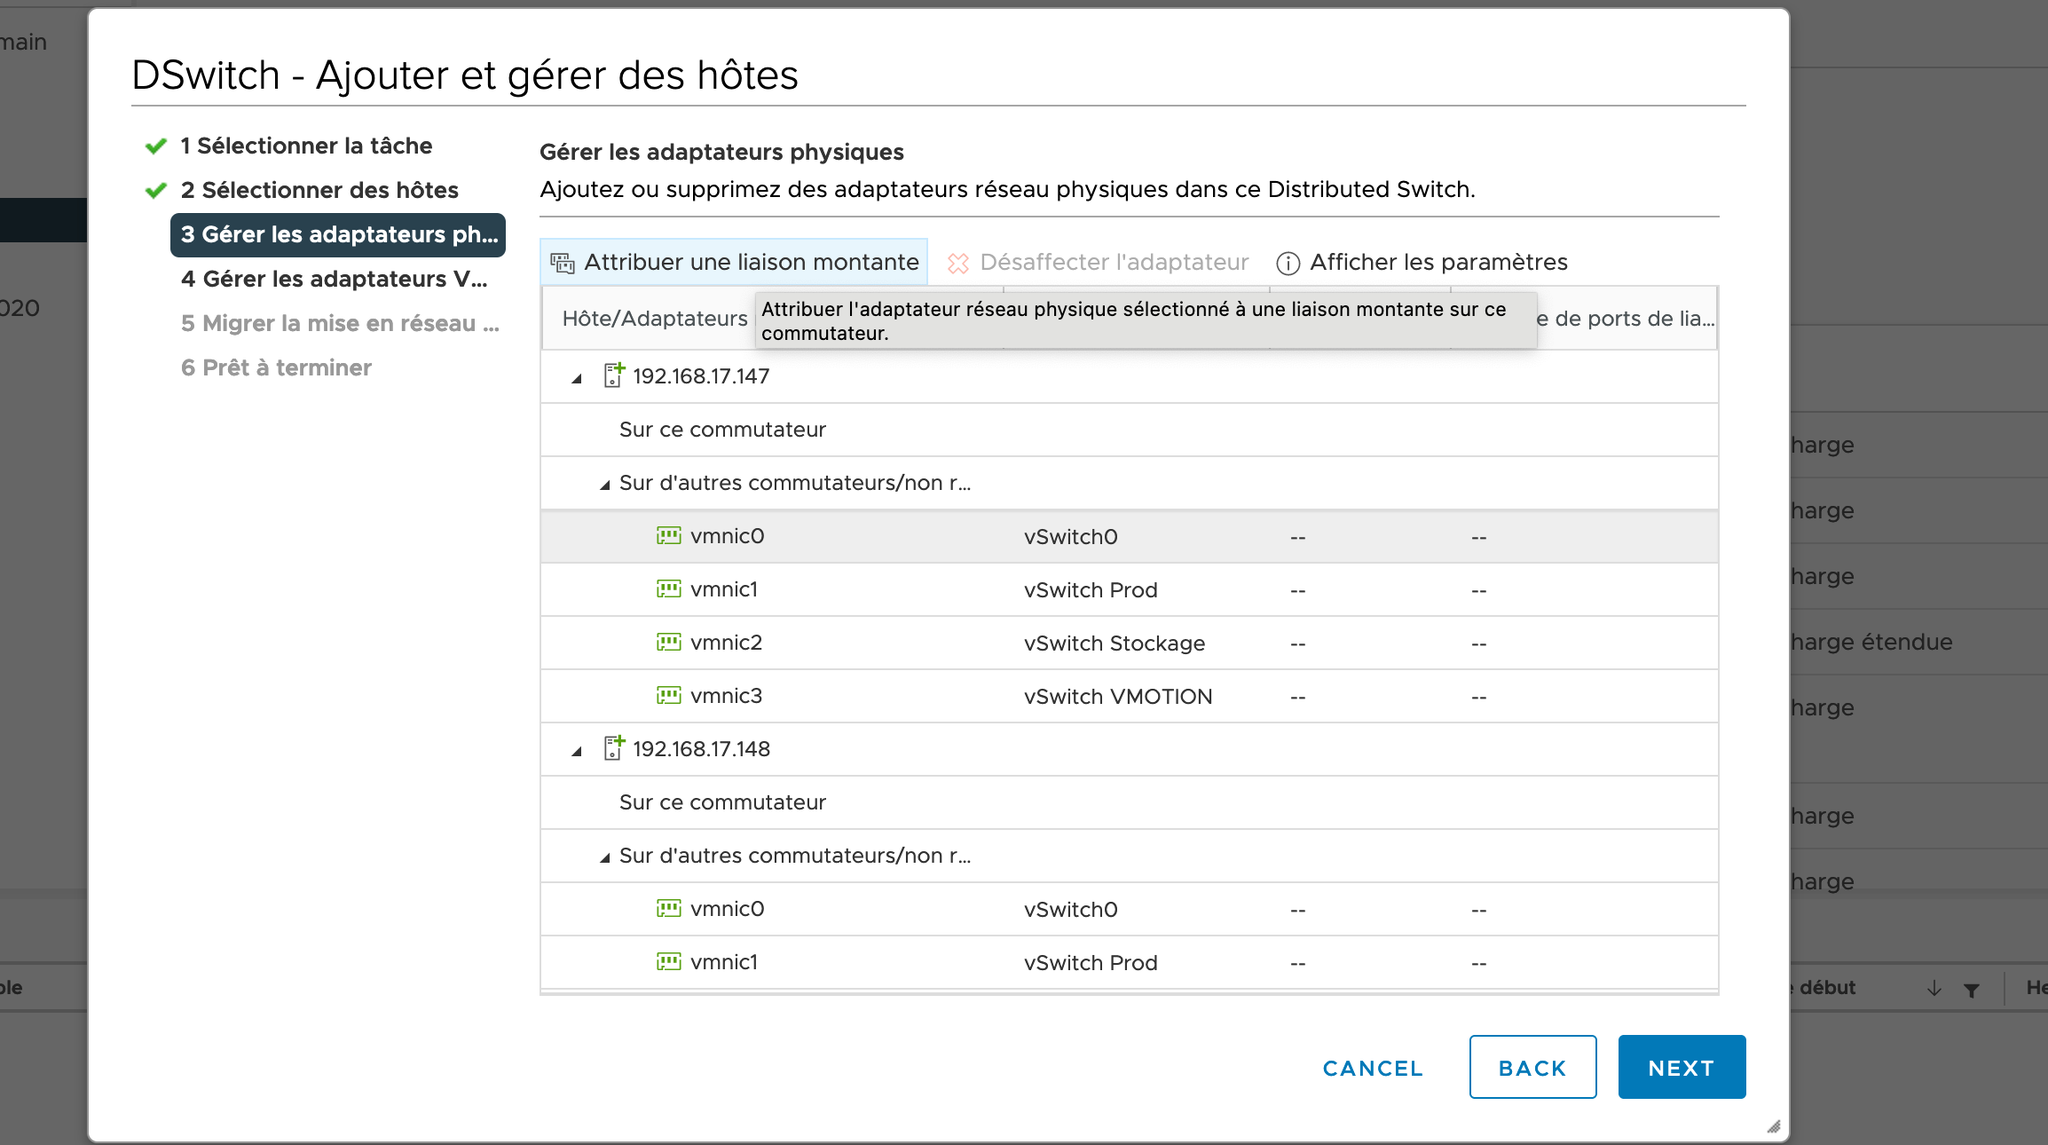 main
DSwitch - Ajouter et gérer des hôtes
1 Sélectionner la tâche
2 Sélectionner des hôtes
3 Gérer les adaptateurs ph...
4 Gérer les adaptateurs V...
5 Migrer la mise en réseau ...
6 Prêt à terminer
020
Gérer les adaptateurs physiques
Ajoutez ou supprimez des adaptateurs réseau physiques dans ce Distributed Switch.
Attribuer une liaison montante Désaffecter l'adaptateur Afficher les paramètres
Hôte/Adaptateurs e de ports de lia...
Attribuer l'adaptateur réseau physique sélectionné à une liaison montante sur ce
commutateur.
192.168.17.147
Sur ce commutateur
Sur d'autres commutateurs/non r...
vmnic0 vSwitch0 -- --
vmnic1 vSwitch Prod -- --
vmnic2 vSwitch Stockage -- --
vmnic3 vSwitch VMOTION -- --
192.168.17.148
Sur ce commutateur
Sur d'autres commutateurs/non r...
vmnic0 vSwitch0 -- --
vmnic1 vSwitch Prod -- --
CANCEL BACK NEXT
harge
harge
harge
harge étendue
harge
harge
harge
ole
début He